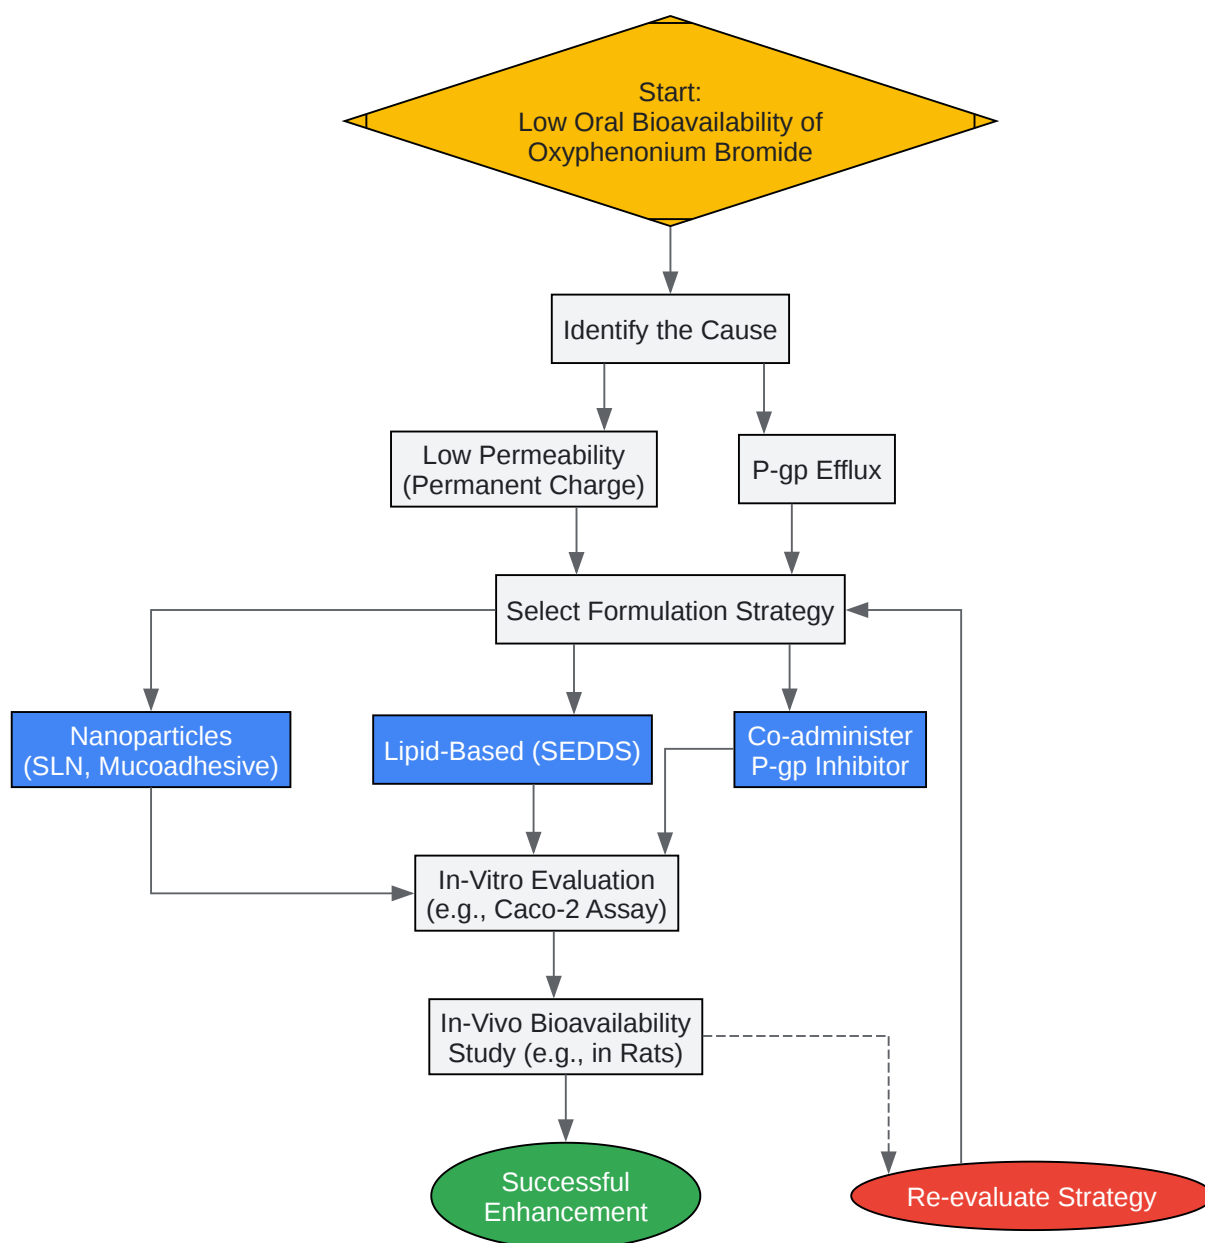 Start:
Low Oral Bioavailability of
Oxyphenonium Bromide
Identify the Cause
Low Permeability
(Permanent Charge)
P-gp Efflux
Select Formulation Strategy
Nanoparticles
(SLN, Mucoadhesive)
Lipid-Based (SEDDS)
Co-administer
P-gp Inhibitor
In-Vitro Evaluation
(e.g., Caco-2 Assay)
In-Vivo Bioavailability
Study (e.g., in Rats)
Successful
Enhancement
Re-evaluate Strategy